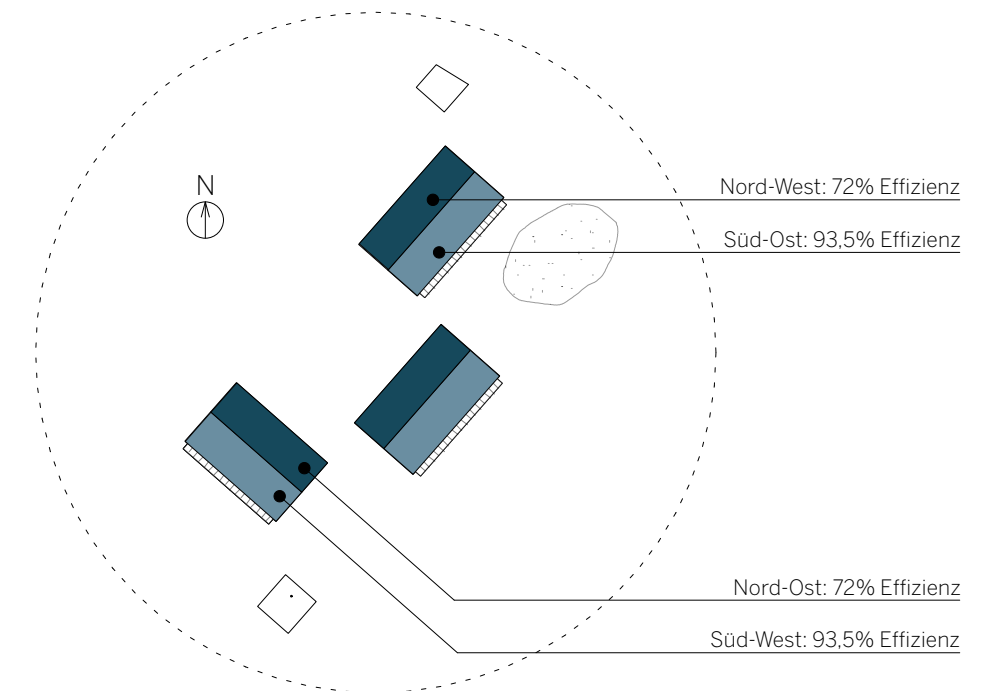 N
Nord-West: 72% Effizienz
Süd-Ost: 93,5% Effizienz
Nord-Ost: 72% Effizienz
Süd-West: 93,5% Effizienz